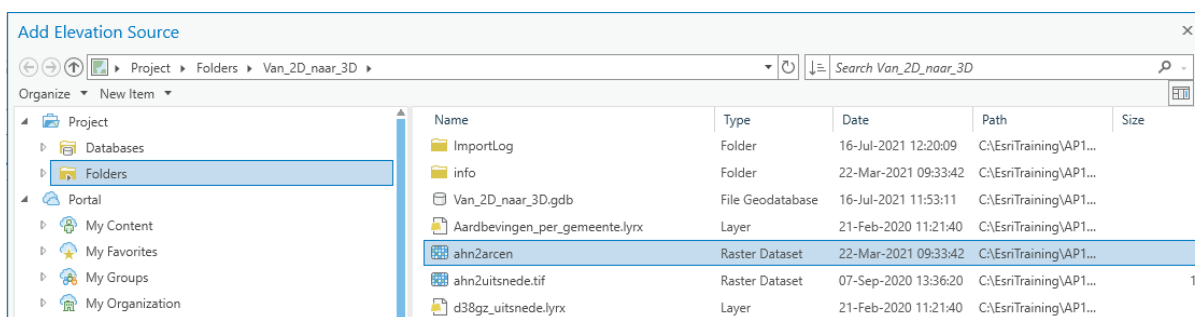 Add Elevation Source
Project Folders Van_2D_naar_3D
Search Van_2D_naar_3D
Organize New Item
Project
Databases
Folders
Portal
My Content
My Favorites
My Groups
My Organization
Name Type Date Path Size
ImportLog Folder 16-Jul-2021 12:20:09 C:\EsriTraining\AP1...
info Folder 22-Mar-2021 09:33:42 C:\EsriTraining\AP1...
Van_2D_naar_3D.gdb File Geodatabase 16-Jul-2021 11:53:11 C:\EsriTraining\AP1...
Aardbevingen_per_gemeente.lyrx Layer 21-Feb-2020 11:21:40 C:\EsriTraining\AP1...
ahn2arcen Raster Dataset 22-Mar-2021 09:33:42 C:\EsriTraining\AP1...
ahn2uitsnede.tif Raster Dataset 07-Sep-2020 13:36:20 C:\EsriTraining\AP1... 1
d38gz_uitsnede.lyrx Layer 21-Feb-2020 11:21:40 C:\EsriTraining\AP1...